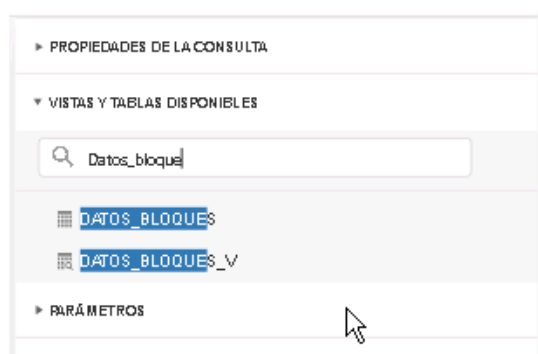 PROPIEDADES DE LA CONSULTA
VISTAS Y TABLAS DISPONIBLES
Datos_bloque
DATOS_BLOQUES
DATOS_BLOQUES_V
PARÁMETROS